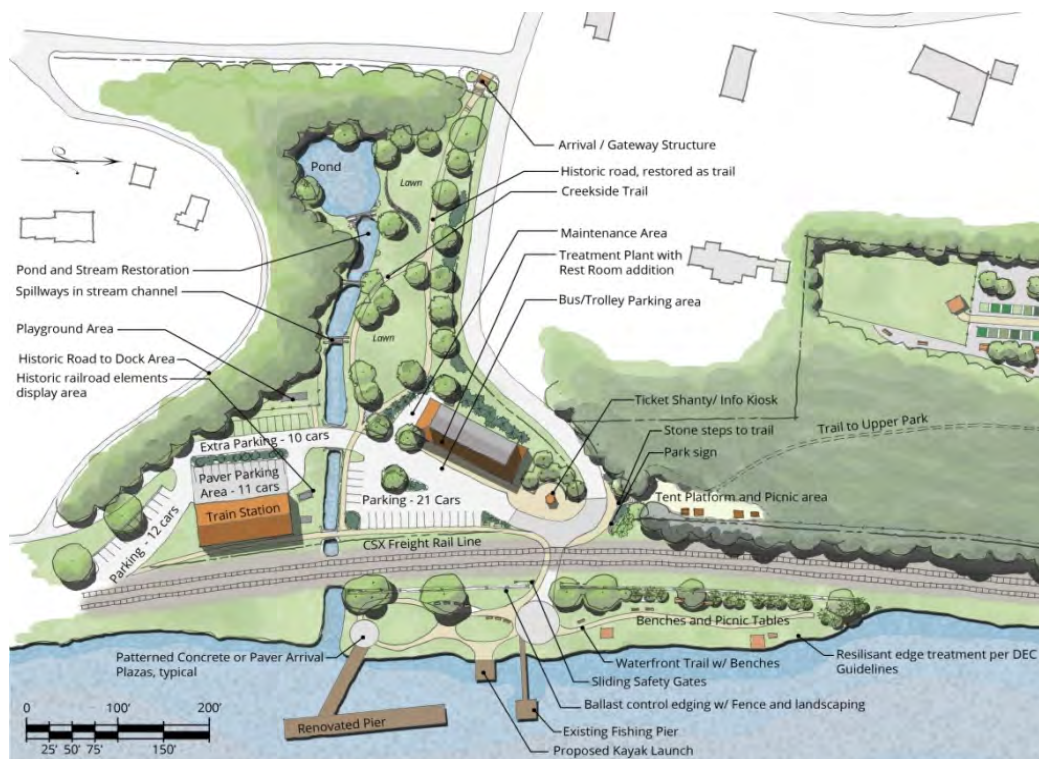 Arrival / Gateway Structure
Historic road, restored as trail
Creekside Trail
Maintenance Area
Treatment Plant with
Rest Room addition
Bus/Trolley Parking area
Pond
Lawn
Lawn
Pond and Stream Restoration
Spillways in stream channel
Playground Area
Historic Road to Dock Area
Historic railroad elements
display area
Ticket Shanty/ Info Kiosk
Stone steps to trail
Park sign
Trail to Upper Park
Tent Platform and Picnic area
Extra Parking - 10 cars
Paver Parking
Area - 11 cars
Train Station
Parking - 12 cars
Parking - 21 Cars
CSX Freight Rail Line
Benches and Picnic Tables
Patterned Concrete or Paver Arrival
Plazas, typical
Waterfront Trail w/ Benches
Resilisant edge treatment per DEC
Guidelines
Sliding Safety Gates
Ballast control edging w/ Fence and landscaping
Renovated Pier
Existing Fishing Pier
Proposed Kayak Launch
0 100' 200'
25' 50' 75' 150'